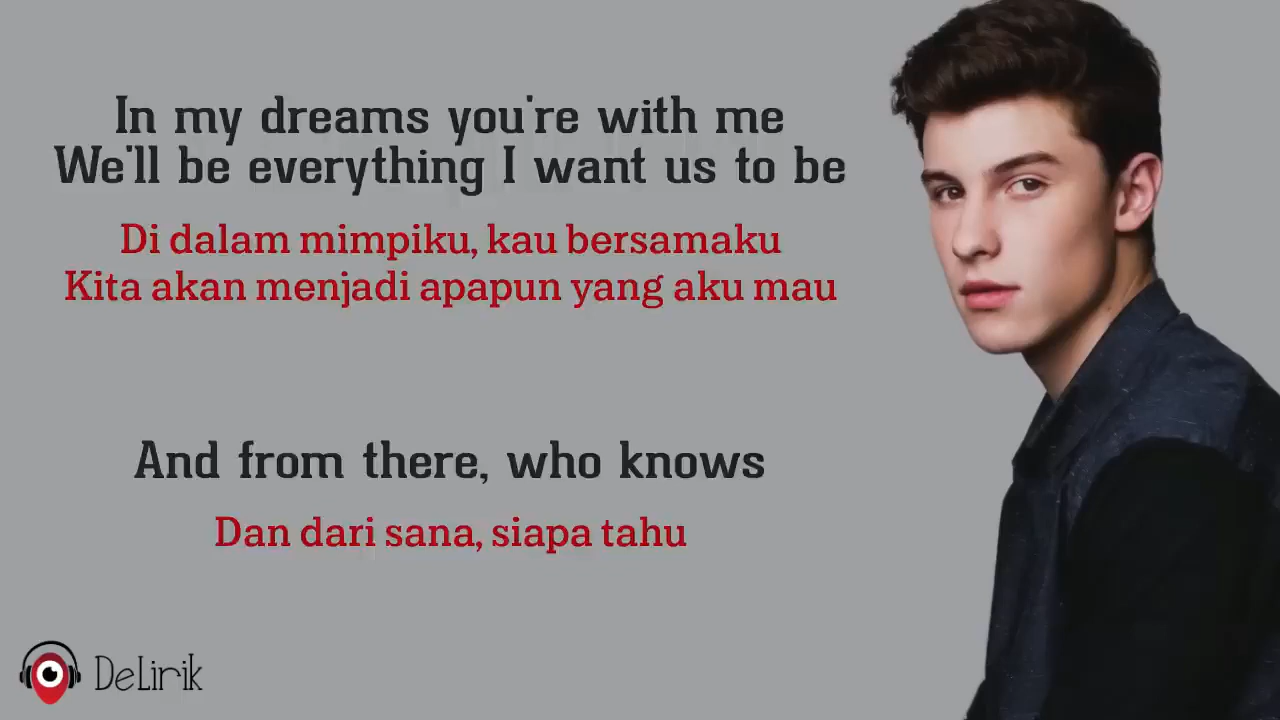 In my dreams you're with me
We'll be everything I want us to be
Di dalam mimpiku, kau bersamaku
Kita akan menjadi apapun yang aku mau
And from there, who knows
Dan dari sana, siapa tahu
DeLirik